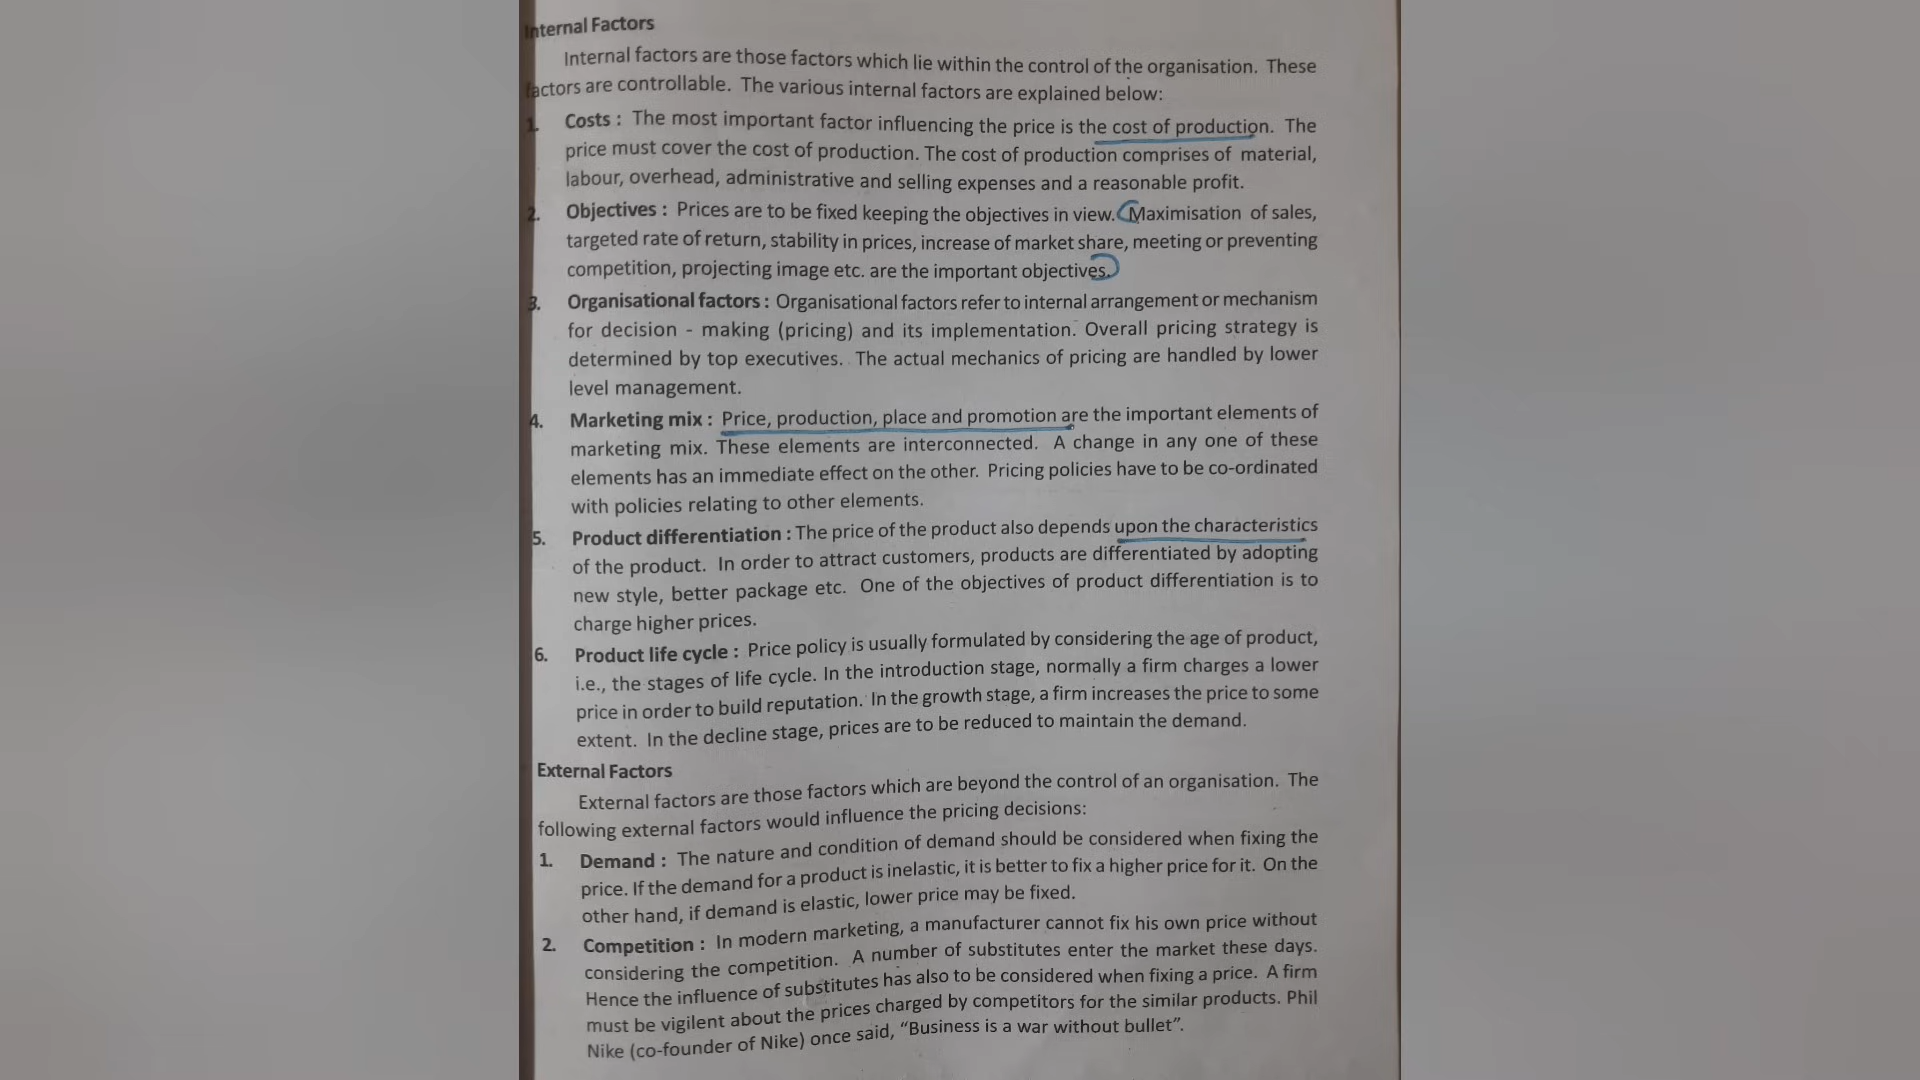 Internal Factors
Internal factors are those factors which lie within the control of the organisation. These
factors are controllable. The various internal factors are explained below:
1. Costs : The most important factor influencing the price is the cost of production. The
price must cover the cost of production. The cost of production comprises of material,
labour, overhead, administrative and selling expenses and a reasonable profit.
2. Objectives : Prices are to be fixed keeping the objectives in view. Maximisation of sales,
targeted rate of return, stability in prices, increase of market share, meeting or preventing
competition, projecting image etc. are the important objectives.
3. Organisational factors : Organisational factors refer to internal arrangement or mechanism
for decision - making (pricing) and its implementation. Overall pricing strategy is
determined by top executives. The actual mechanics of pricing are handled by lower
level management.
4. Marketing mix : Price, production, place and promotion are the important elements of
marketing mix. These elements are interconnected. A change in any one of these
elements has an immediate effect on the other. Pricing policies have to be co-ordinated
with policies relating to other elements.
5. Product differentiation : The price of the product also depends upon the characteristics
of the product. In order to attract customers, products are differentiated by adopting
new style, better package etc. One of the objectives of product differentiation is to
charge higher prices.
6. Product life cycle : Price policy is usually formulated by considering the age of product,
i.e., the stages of life cycle. In the introduction stage, normally a firm charges a lower
price in order to build reputation. In the growth stage, a firm increases the price to some
extent. In the decline stage, prices are to be reduced to maintain the demand.
External Factors
External factors are those factors which are beyond the control of an organisation. The
following external factors would influence the pricing decisions:
1. Demand : The nature and condition of demand should be considered when fixing the
price. If the demand for a product is inelastic, it is better to fix a higher price for it. On the
other hand, if demand is elastic, lower price may be fixed.
2. Competition : In modern marketing, a manufacturer cannot fix his own price without
considering the competition. A number of substitutes enter the market these days.
Hence the influence of substitutes has also to be considered when fixing a price. A firm
must be vigilent about the prices charged by competitors for the similar products. Phil
Nike (co-founder of Nike) once said, “Business is a war without bullet”.